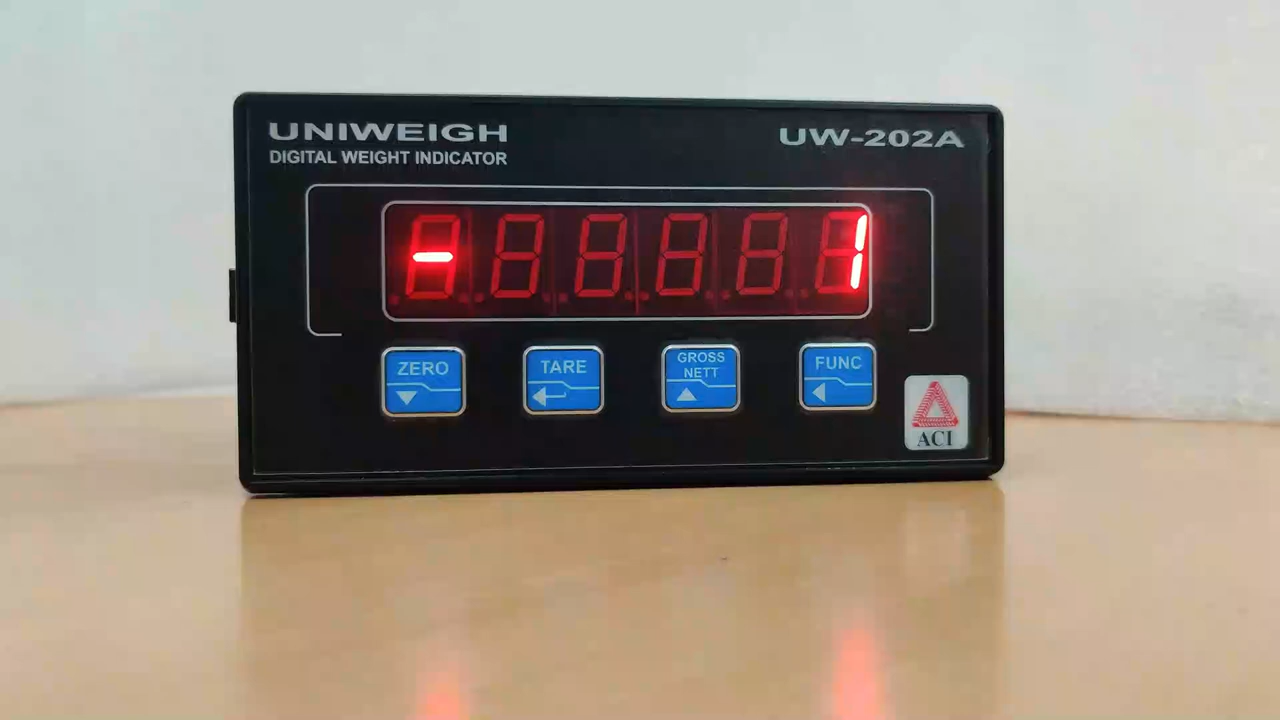 UNIWEIGH
DIGITAL WEIGHT INDICATOR
UW-202A
- 1
ZERO
TARE
GROSS
NETT
FUNC
ACI